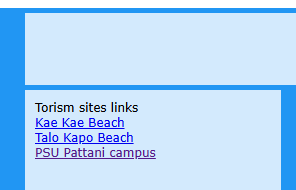 Torism sites links
Kae Kae Beach
Talo Kapo Beach
PSU Pattani campus